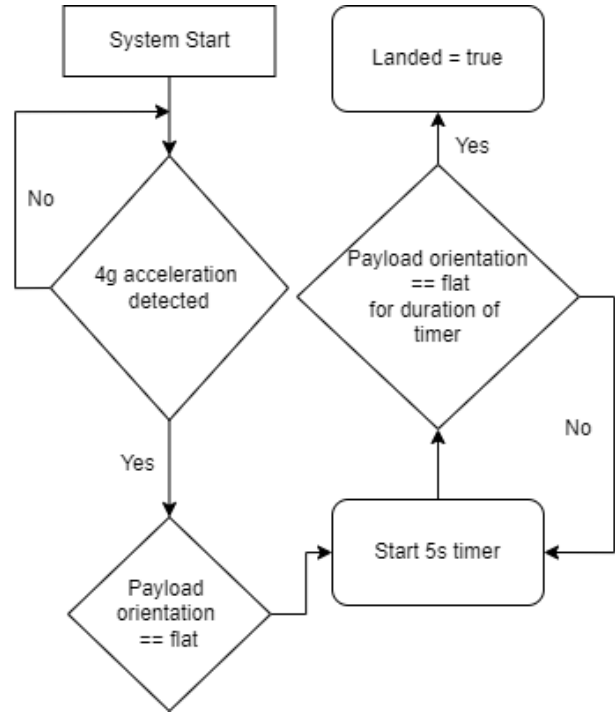 System Start
No
4g acceleration
detected
Yes
Payload
orientation
== flat
Start 5s timer
Payload orientation
== flat
for duration of
timer
No
Yes
Landed = true